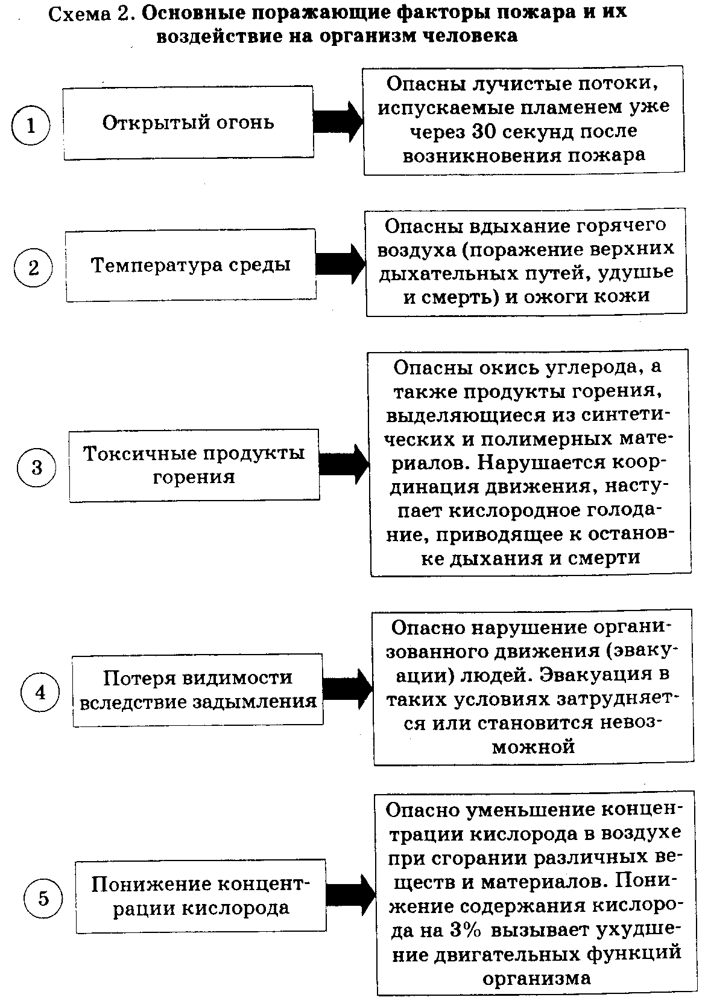 Схема 2. Основные поражающие факторы пожара и их
воздействие на организм человека
1
Открытый огонь
Опасны лучистые потоки,
испускаемые пламенем уже
через 30 секунд после
возникновения пожара
2
Температура среды
Опасны вдыхание горячего
воздуха (поражение верхних
дыхательных путей, удушье
и смерть) и ожоги кожи
3
Токсичные продукты
горения
Опасны окись углерода, а
также продукты горения,
выделяющиеся из синтети-
ческих и полимерных мате-
риалов. Нарушается коор-
динация движения, насту-
пает кислородное голода-
ние, приводящее к останов-
ке дыхания и смерти
4
Потеря видимости
вследствие задымления
Опасно нарушение органи-
зованного движения (эваку-
ации) людей. Эвакуация в
таких условиях затрудняет-
ся или становится невоз-
можной
5
Понижение концент-
рации кислорода
Опасно уменьшение концен-
трации кислорода в воздухе
при сгорании различных ве-
ществ и материалов. Пони-
жение содержания кислоро-
да на 3% вызывает ухудше-
ние двигательных функций
организма